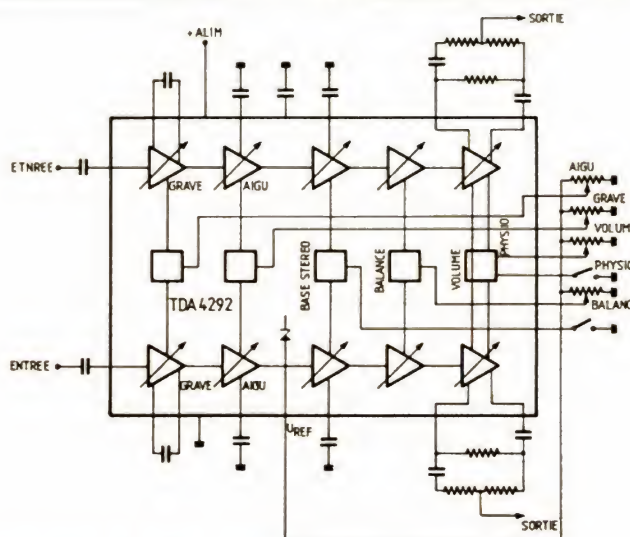 SORTIE
+ ALIM
ETNREE
GRAVE
AIGU
AIGU
GRAVE
VOLUME
PHYSIO
BALANC
TDA 4292
BASE STEREO
BALANCE
VOLUME
PHYSIO
ENTREE
GRAVE
AIGU
UREF
SORTIE